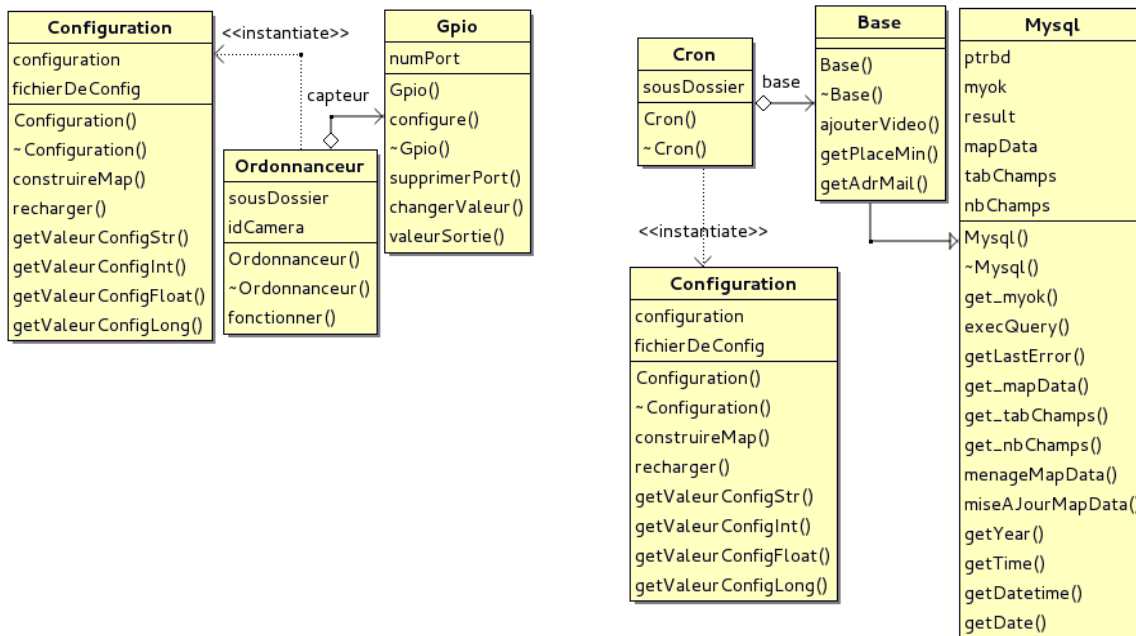 Configuration
configuration
fichierDeConfig
Configuration()
~Configuration()
construireMap()
recharger()
getValeurConfigStr()
getValeurConfigInt()
getValeurConfigFloat()
getValeurConfigLong()
<<instantiate>>
capteur
Ordonnanceur
sousDossier
idCamera
Ordonnanceur()
~Ordonnanceur()
fonctionner()
Gpio
numPort
Gpio()
configure()
~Gpio()
supprimerPort()
changerValeur()
valeurSortie()
Cron
sousDossier
Cron()
~Cron()
base
<<instantiate>>
Configuration
configuration
fichierDeConfig
Configuration()
~Configuration()
construireMap()
recharger()
getValeurConfigStr()
getValeurConfigInt()
getValeurConfigFloat()
getValeurConfigLong()
Base
Base()
~Base()
ajouterVideo()
getPlaceMin()
getAdrMail()
Mysql
ptrbd
myok
result
mapData
tabChamps
nbChamps
Mysql()
~Mysql()
get_myok()
execQuery()
getLastError()
get_mapData()
get_tabChamps()
get_nbChamps()
menageMapData()
miseAJourMapData()
getYear()
getTime()
getDatetime()
getDate()